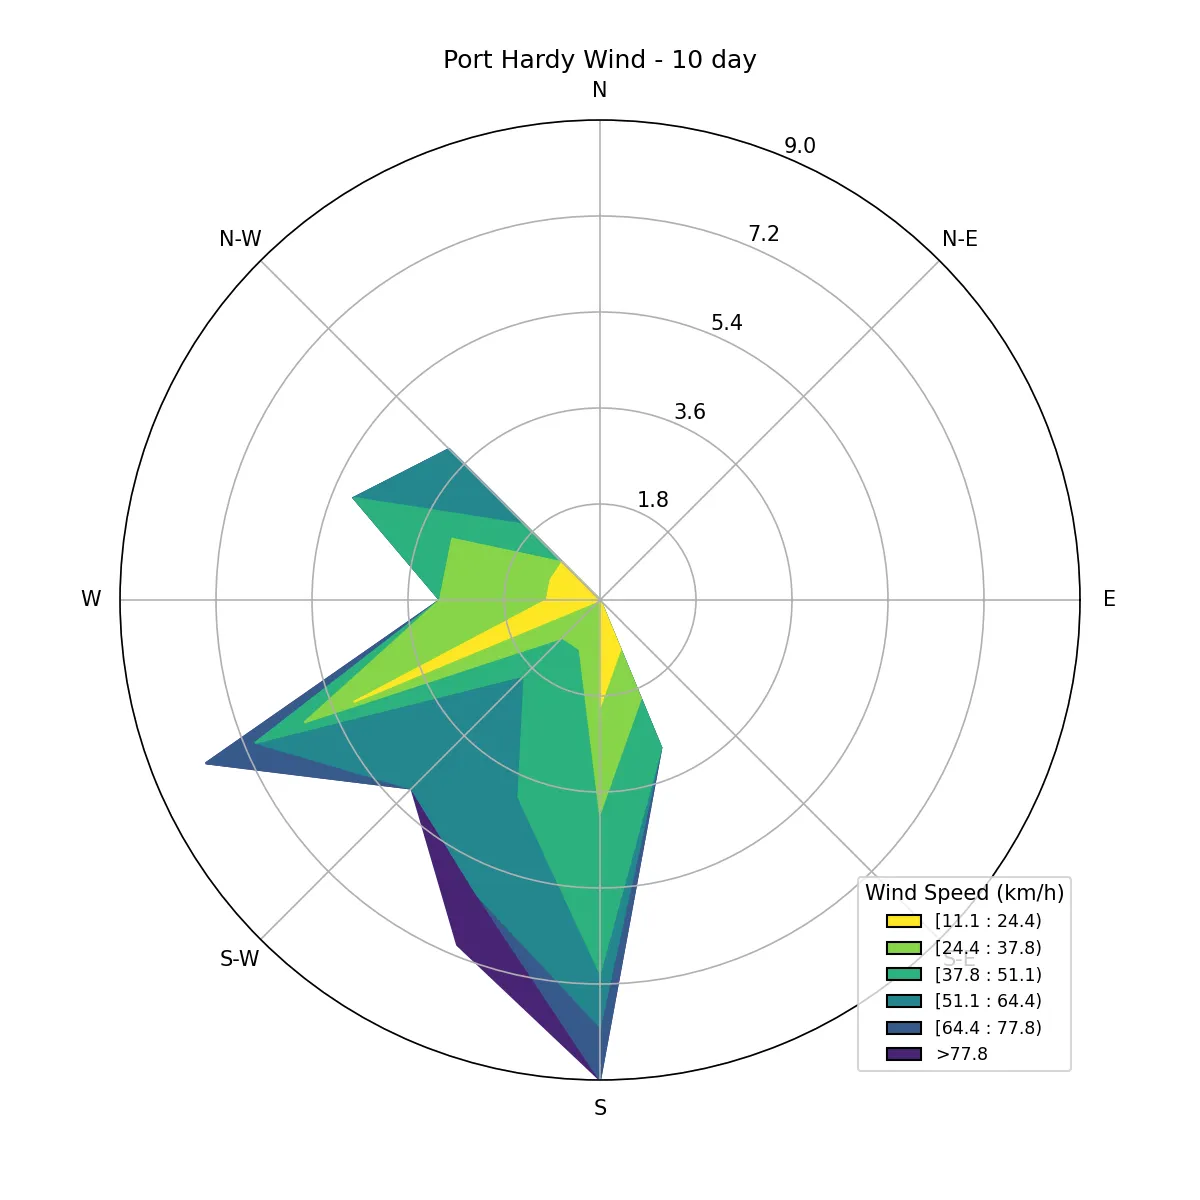 Port Hardy Wind - 10 day
N
9.0
N-W
N-E
7.2
5.4
3.6
1.8
W
E
S-W
S-E
S
Wind Speed (km/h)
[11.1 : 24.4)
[24.4 : 37.8)
[37.8 : 51.1)
[51.1 : 64.4)
[64.4 : 77.8)
>77.8